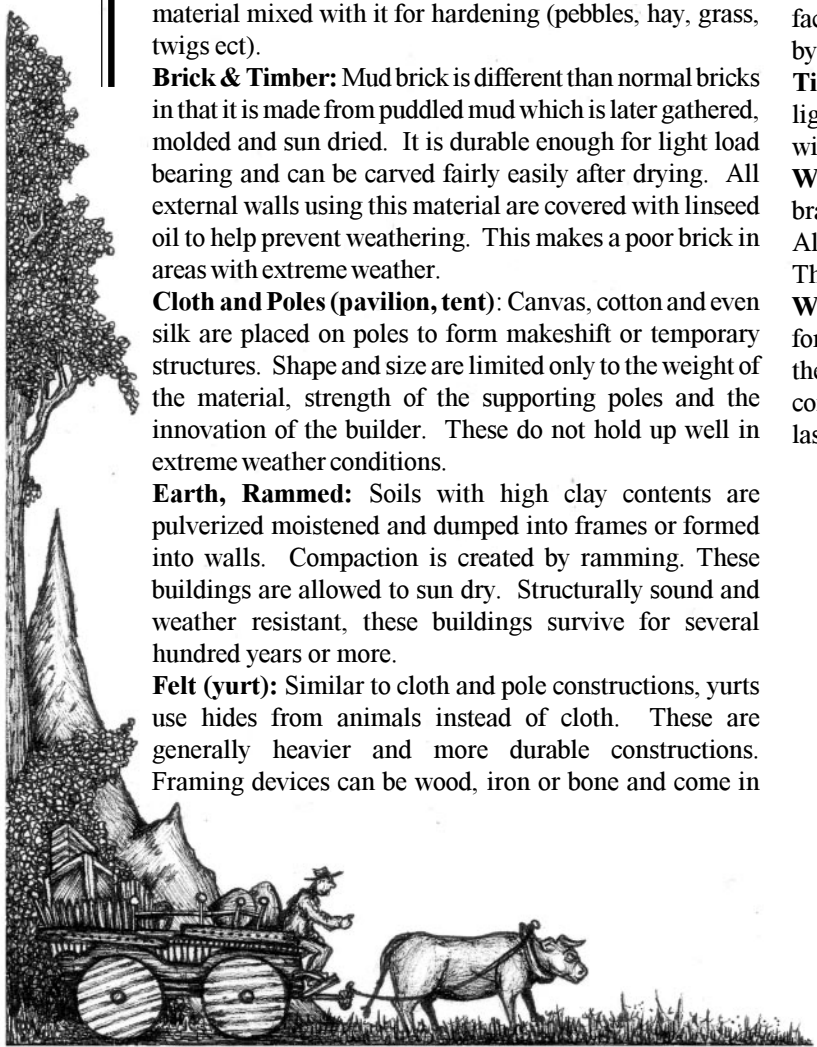 material mixed with it for hardening (pebbles, hay, grass,
twigs ect).
Brick & Timber: Mud brick is different than normal bricks
in that it is made from puddled mud which is later gathered,
molded and sun dried. It is durable enough for light load
bearing and can be carved fairly easily after drying. All
external walls using this material are covered with linseed
oil to help prevent weathering. This makes a poor brick in
areas with extreme weather.
Cloth and Poles (pavilion, tent): Canvas, cotton and even
silk are placed on poles to form makeshift or temporary
structures. Shape and size are limited only to the weight of
the material, strength of the supporting poles and the
innovation of the builder. These do not hold up well in
extreme weather conditions.
Earth, Rammed: Soils with high clay contents are
pulverized moistened and dumped into frames or formed
into walls. Compaction is created by ramming. These
buildings are allowed to sun dry. Structurally sound and
weather resistant, these buildings survive for several
hundred years or more.
Felt (yurt): Similar to cloth and pole constructions, yurts
use hides from animals instead of cloth. These are
generally heavier and more durable constructions.
Framing devices can be wood, iron or bone and come in
by